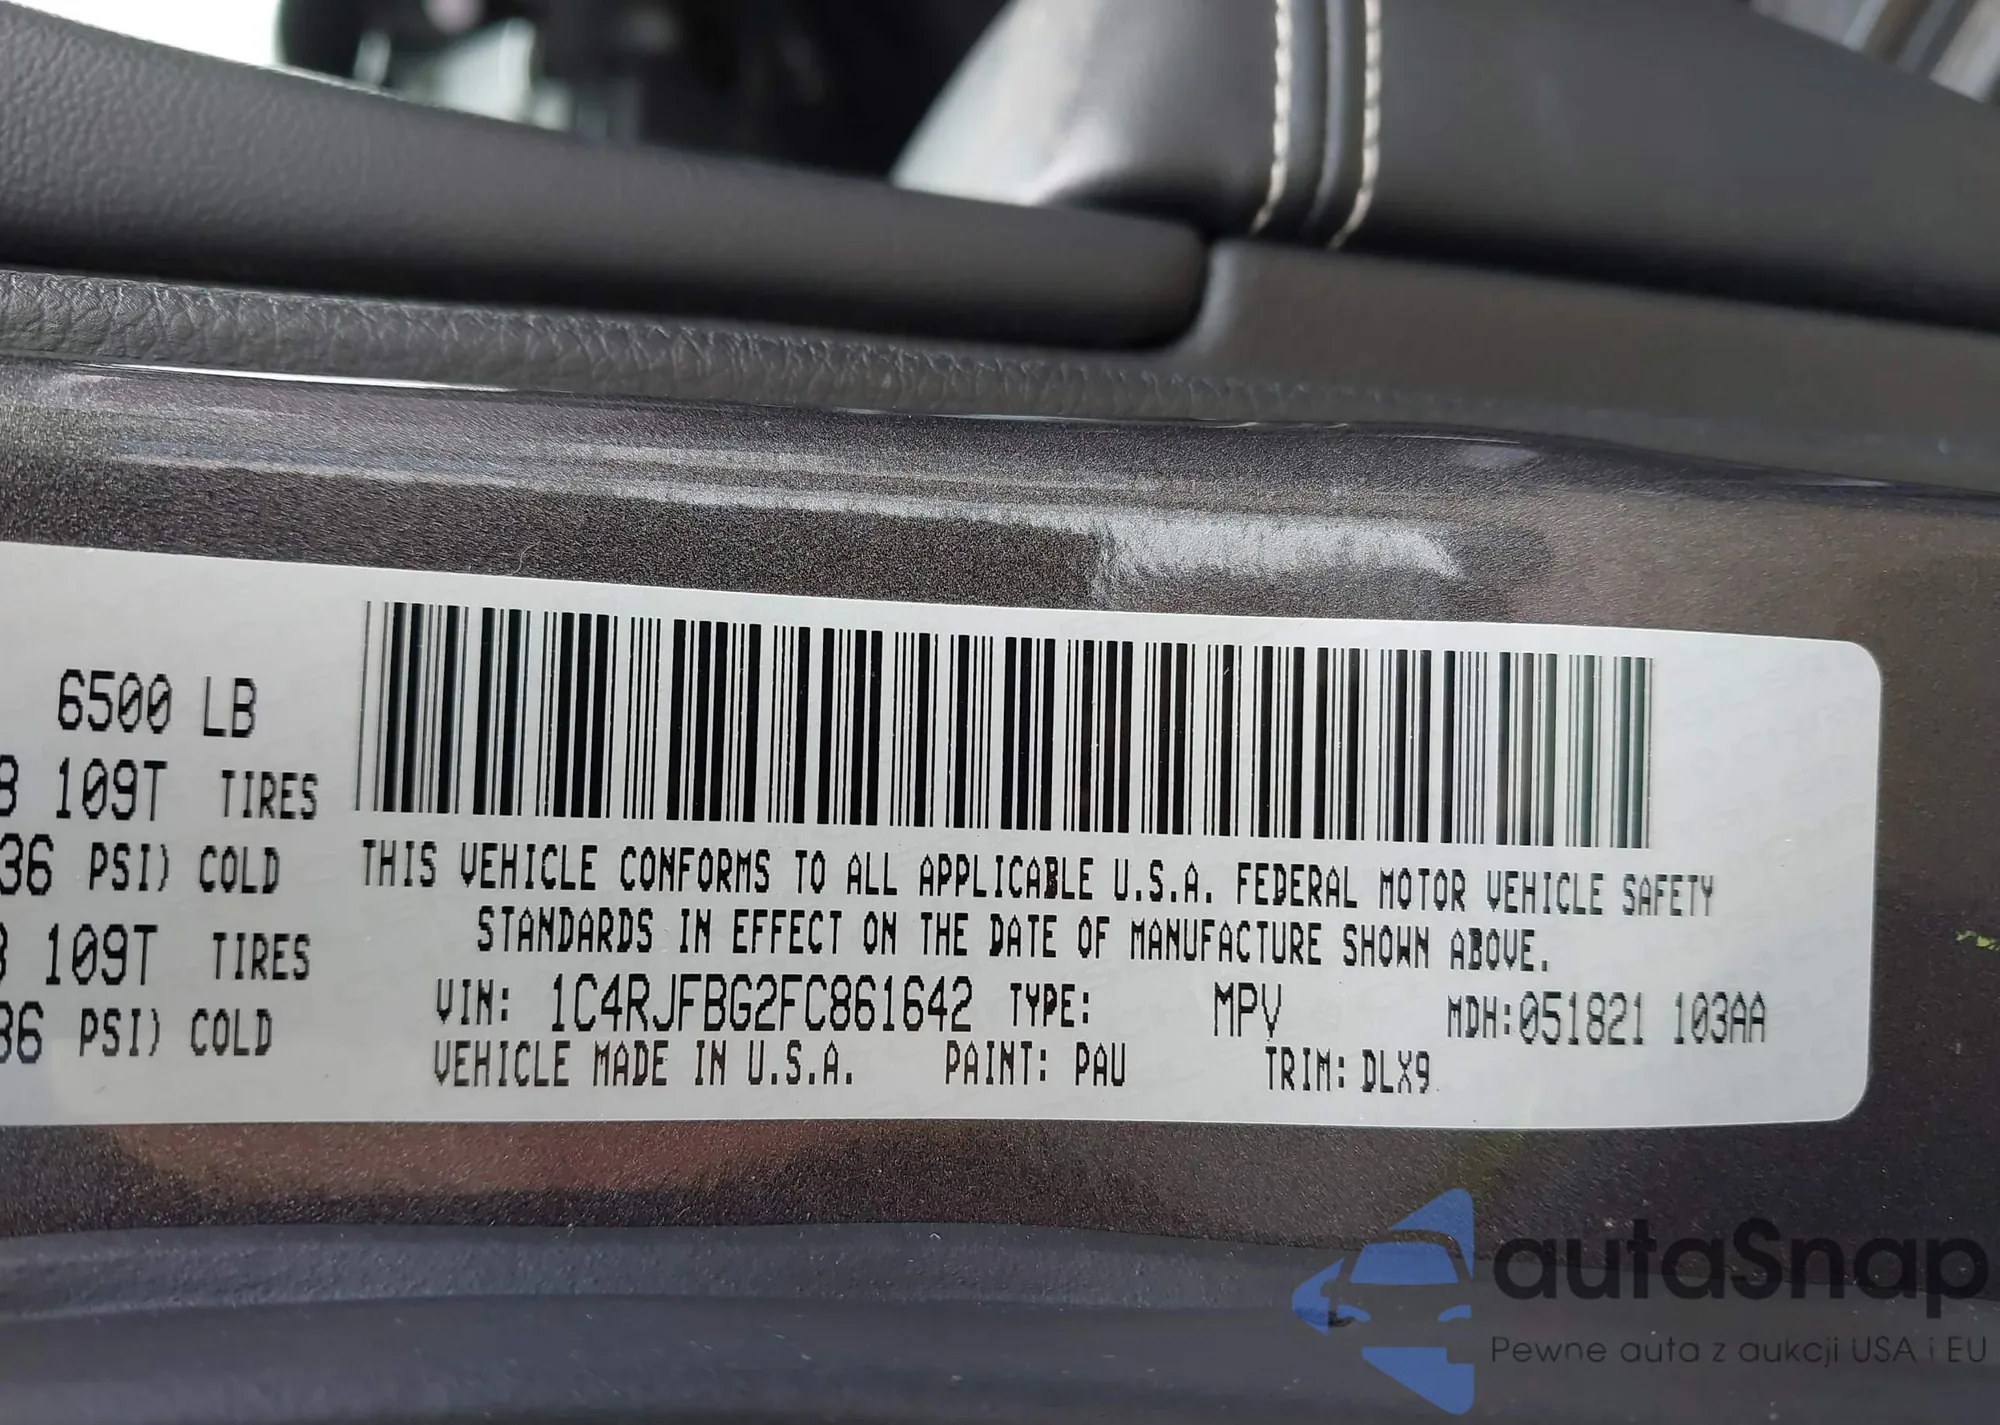 6500 LB
109T TIRES
36 PSI) COLD
109T TIRES
36 PSI) COLD
THIS VEHICLE CONFORMS TO ALL APPLICABLE U.S.A. FEDERAL MOTOR VEHICLE SAFETY
STANDARDS IN EFFECT ON THE DATE OF MANUFACTURE SHOWN ABOVE.
VIN: 1C4RJFBG2FC861642 TYPE: MPV MDH:051821 103AA
VEHICLE MADE IN U.S.A. PAINT: PAU TRIM: DLX9
autaSnap
Pewne auta z aukcji USA i EU